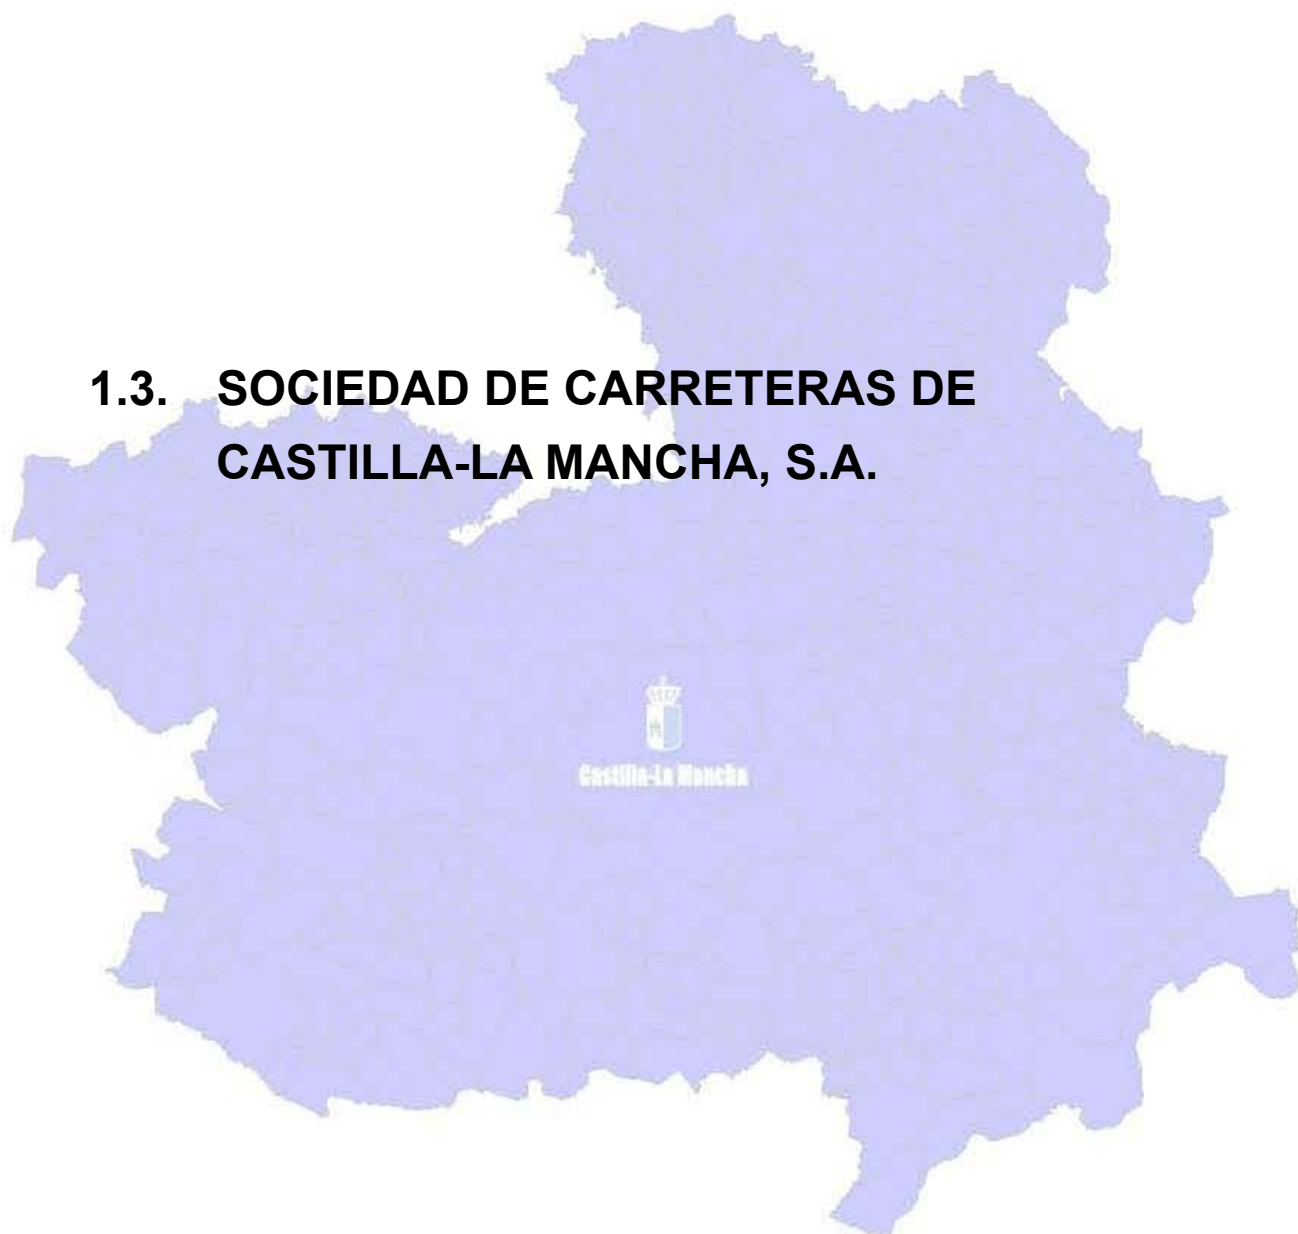 1.3. SOCIEDAD DE CARRETERAS DE
CASTILLA-LA MANCHA, S.A.
Castilla-La Mancha